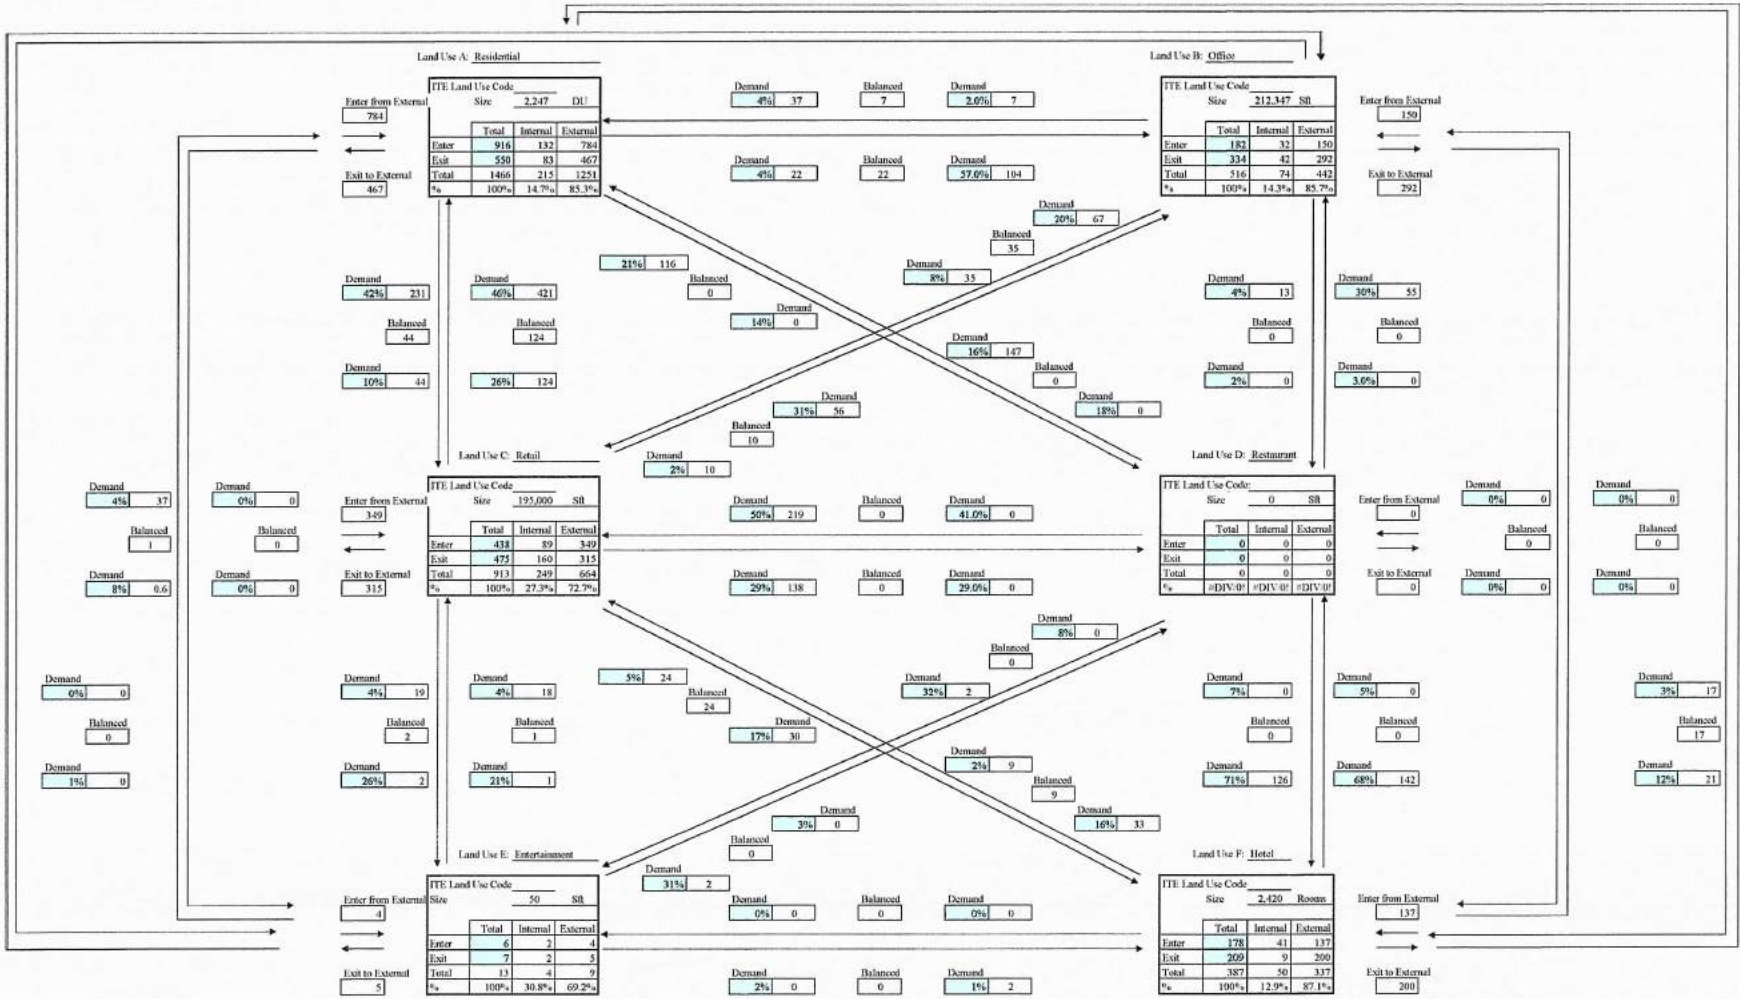 Land Use A: Residential
Land Use B: Office
ITE Land Use Code
Size 2,247 DU
Total Internal External
Enter 916 132 784
Exit 550 83 467
Total 1466 215 1251
% 100% 14.7% 85.3%
Enter from External
784
Exit to External
467
Demand Balanced Demand
4% 37 7 2.0% 7
Demand Balanced Demand
4% 22 22 57.0% 104
ITE Land Use Code
Size 212,347 Sft
Total Internal External
Enter 182 32 150
Exit 334 42 292
Total 516 74 442
% 100% 14.3% 85.7%
Enter from External
150
Exit to External
292
Demand
20% 67
Balanced
35
Demand
8% 35
21% 116
Balanced
0
Demand
14% 0
Demand
42% 231
Balanced
44
Demand
10% 44
Demand
46% 421
Balanced
124
26% 124
Demand
4% 13
Balanced
0
Demand
2% 0
Demand
30% 55
Balanced
0
Demand
3.0% 0
Demand
16% 147
Balanced
0
Demand
18% 0
Demand
31% 56
Balanced
10
Demand
2% 10
Land Use C: Retail
Land Use D: Restaurant
ITE Land Use Code
Size 195,000 Sft
Total Internal External
Enter 438 89 349
Exit 475 160 315
Total 913 249 664
% 100% 27.3% 72.7%
Enter from External
349
Exit to External
315
Demand Balanced Demand
50% 219 0 41.0% 0
Demand Balanced Demand
29% 138 0 29.0% 0
ITE Land Use Code:
Size 0 Sft
Total Internal External
Enter 0 0 0
Exit 0 0 0
Total 0 0 0
% #DIV/0! #DIV/0! #DIV/0!
Enter from External
0
Exit to External
0
Demand
4% 37
Balanced
1
Demand
8% 0.6
Demand
0% 0
Balanced
0
Demand
0% 0
Demand
0% 0
Balanced
0
Demand
0% 0
Demand
0% 0
Balanced
0
Demand
0% 0
Demand
0% 0
Balanced
0
Demand
1% 0
Demand
4% 19
Balanced
2
Demand
26% 2
Demand
4% 18
Balanced
1
Demand
21% 1
5% 24
Balanced
24
Demand
17% 30
Demand
8% 0
Balanced
0
Demand
32% 2
Demand
7% 0
Balanced
0
Demand
71% 126
Demand
5% 0
Balanced
0
Demand
68% 142
Demand
3% 17
Balanced
17
Demand
12% 21
Demand
2% 9
Balanced
9
Demand
16% 33
Demand
3% 0
Balanced
0
Demand
31% 2
Land Use E: Entertainment
Land Use F: Hotel
ITE Land Use Code
Size 50 Sft
Total Internal External
Enter 6 2 4
Exit 7 2 5
Total 13 4 9
% 100% 30.8% 69.2%
Enter from External
4
Exit to External
5
Demand Balanced Demand
0% 0 0 0% 0
Demand Balanced Demand
2% 0 0 1% 2
ITE Land Use Code
Size 2,420 Rooms
Total Internal External
Enter 178 41 137
Exit 209 9 200
Total 387 50 337
% 100% 12.9% 87.1%
Enter from External
137
Exit to External
200